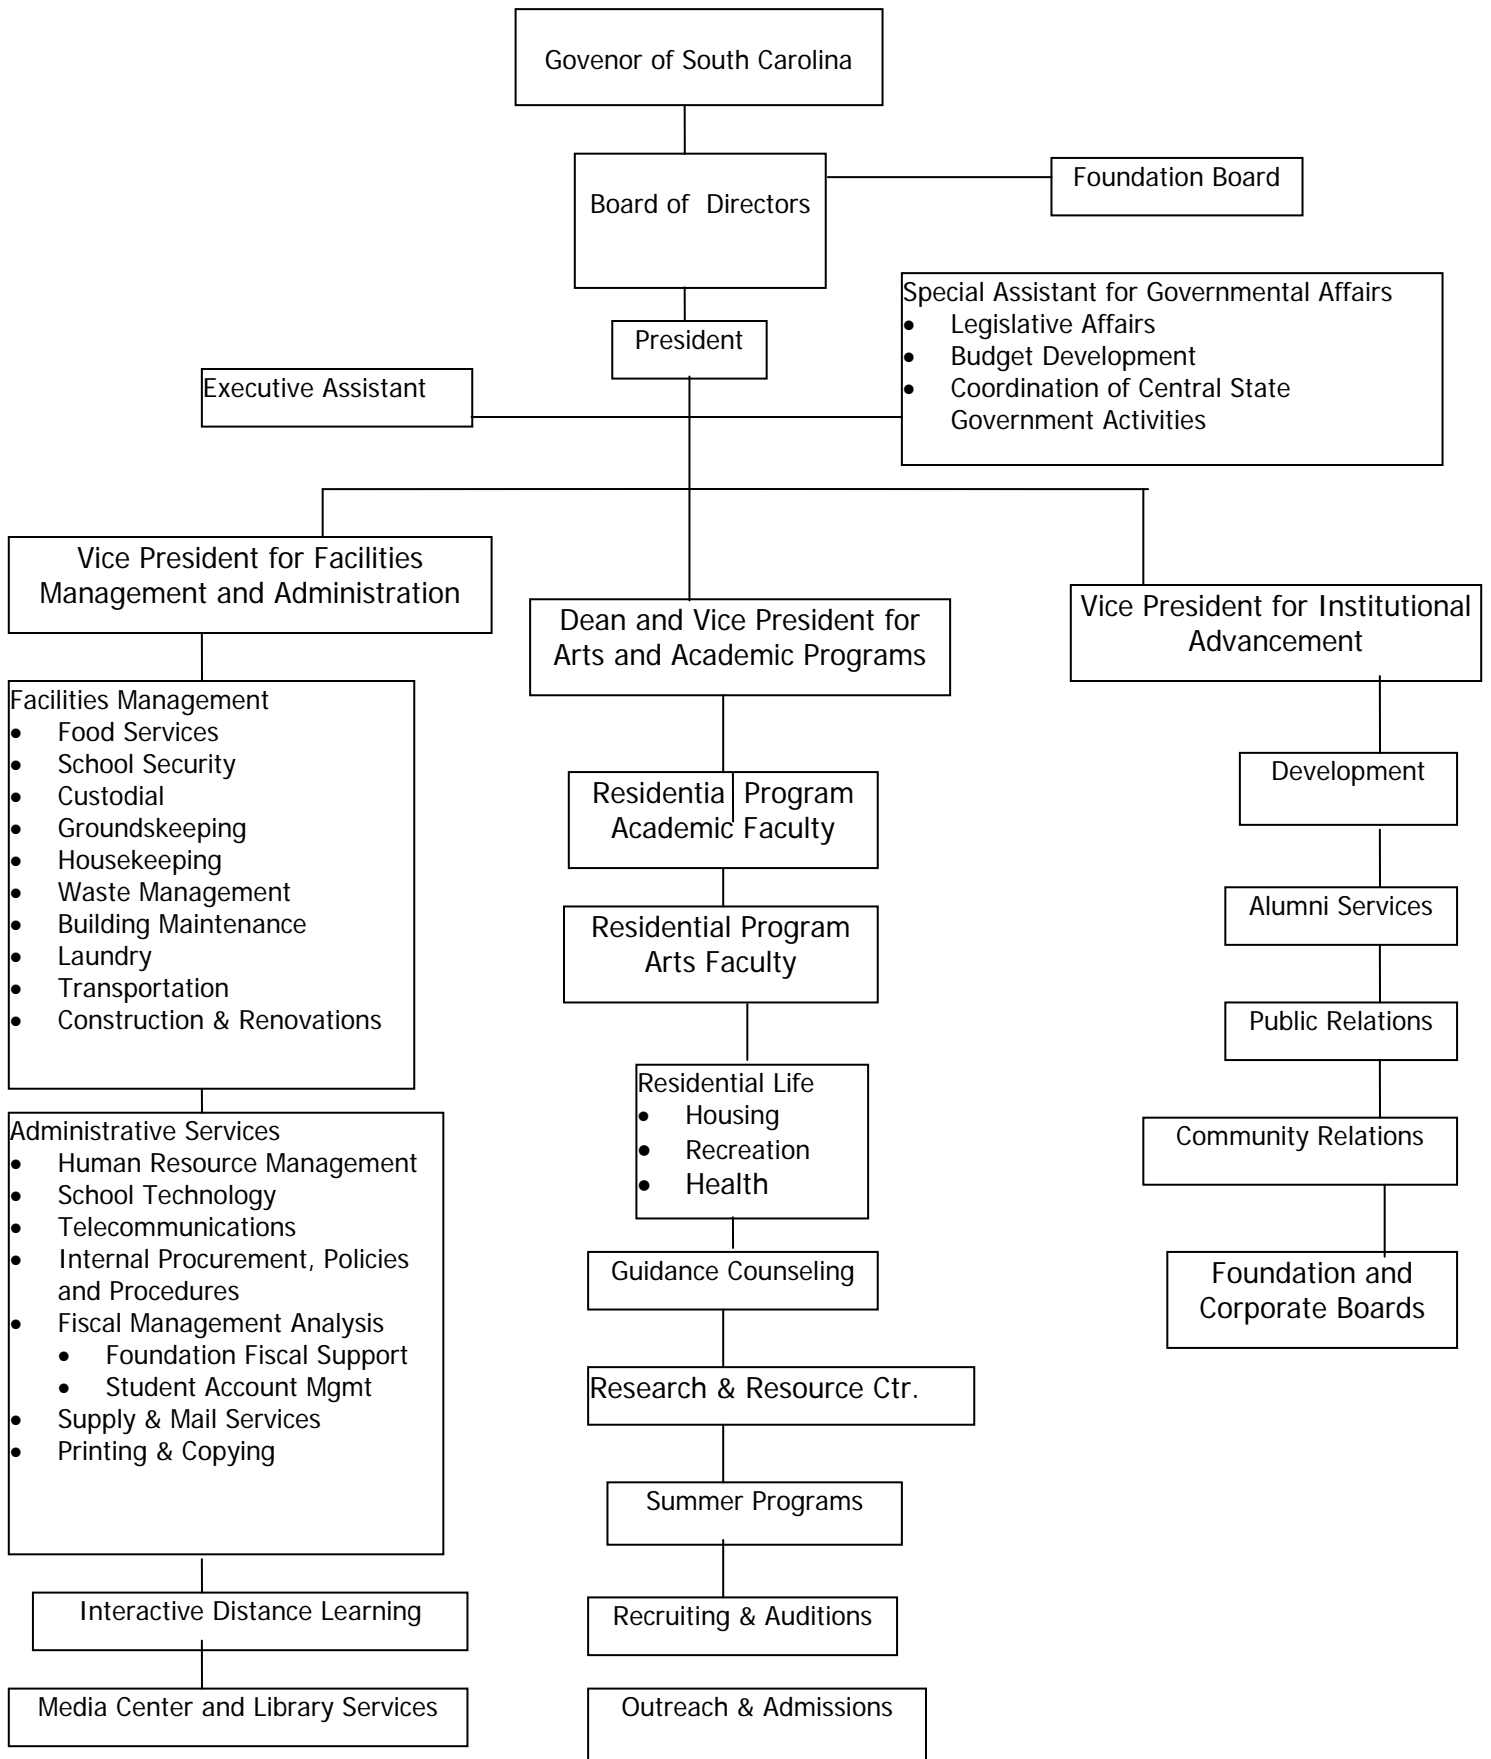 Govenor of South Carolina
Board of  Directors
Foundation Board
President
Special Assistant for Governmental Affairs
• Legislative Affairs
• Budget Development
• Coordination of Central State
Government Activities
Executive Assistant
Vice President for Facilities
Management and Administration
Facilities Management
• Food Services
• School Security
• Custodial
• Groundskeeping
• Housekeeping
• Waste Management
• Building Maintenance
• Laundry
• Transportation
• Construction & Renovations
Administrative Services
• Human Resource Management
• School Technology
• Telecommunications
• Internal Procurement, Policies
and Procedures
• Fiscal Management Analysis
• Foundation Fiscal Support
• Student Account Mgmt
• Supply & Mail Services
• Printing & Copying
Interactive Distance Learning
Media Center and Library Services
Dean and Vice President for
Arts and Academic Programs
Residential Program
Academic Faculty
Residential Program
Arts Faculty
Residential Life
• Housing
• Recreation
• Health
Guidance Counseling
Research & Resource Ctr.
Summer Programs
Recruiting & Auditions
Outreach & Admissions
Vice President for Institutional
Advancement
Development
Alumni Services
Public Relations
Community Relations
Foundation and
Corporate Boards